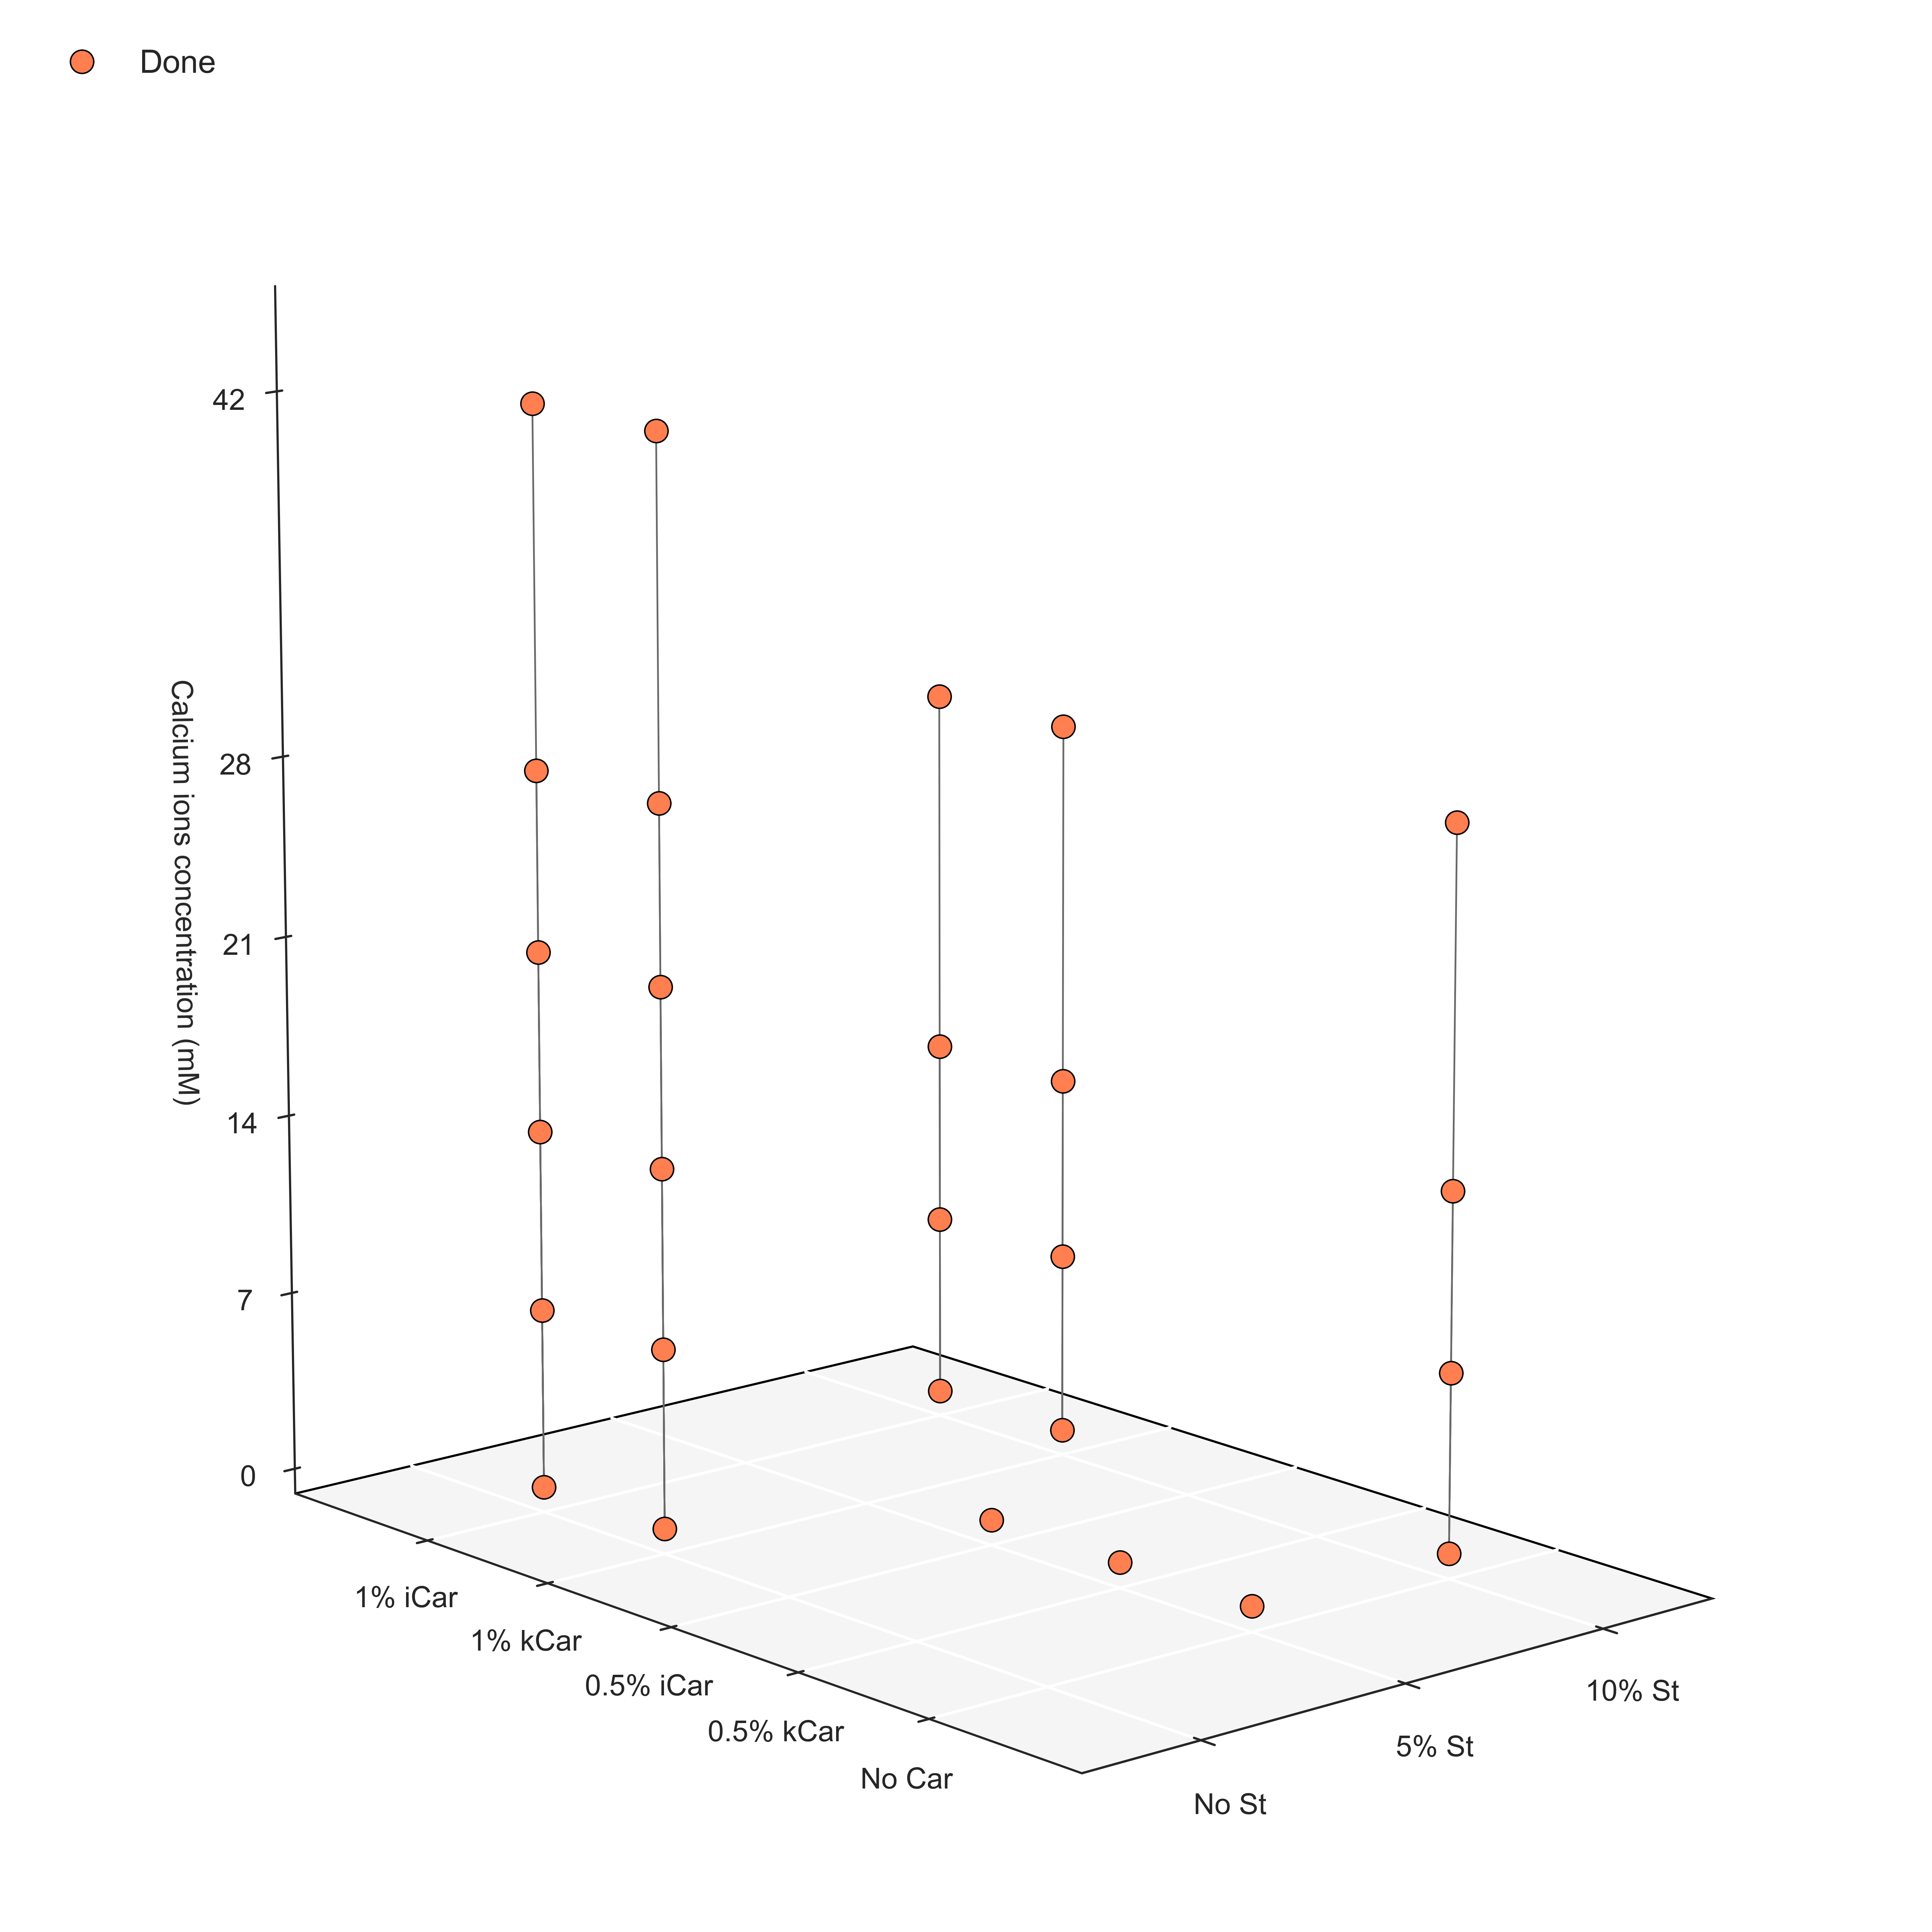 Done
42
28
21
14
7
0
Calcium ions concentration (mM)
1% iCar
1% kCar
0.5% iCar
0.5% kCar
No Car
No St
5% St
10% St